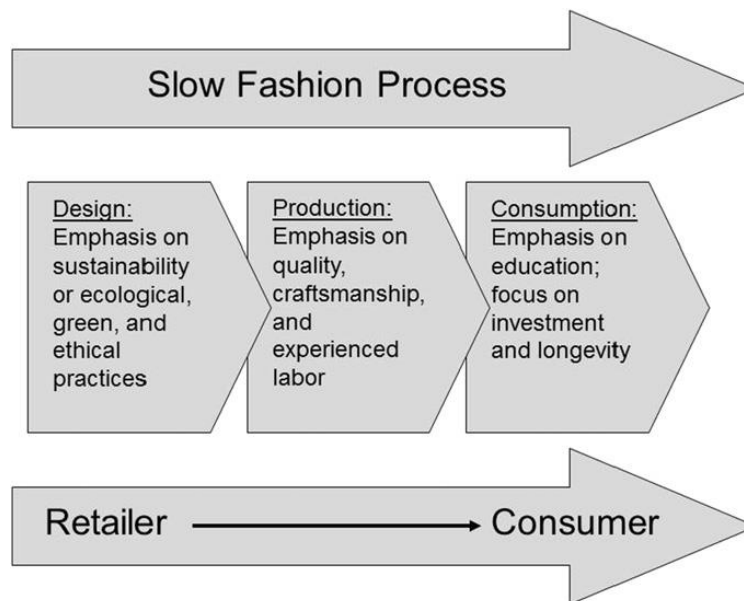 Slow Fashion Process
Design:
Emphasis on
sustainability
or ecological,
green, and
ethical
practices
Production:
Emphasis on
quality,
craftsmanship,
and
experienced
labor
Consumption:
Emphasis on
education;
focus on
investment
and longevity
Retailer
Consumer